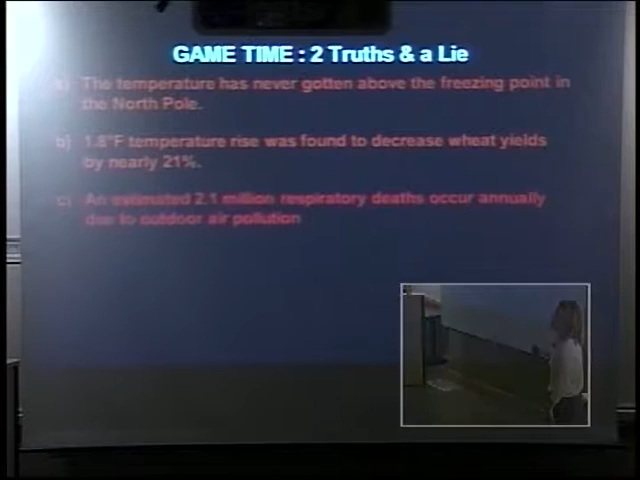 GAME TIME : 2 Truths & a Lie
a) The temperature has never gotten above the freezing point in
the North Pole.
b) 1.8°F temperature rise was found to decrease wheat yields
by nearly 21%.
c) An estimated 2.1 million respiratory deaths occur annually
due to outdoor air pollution